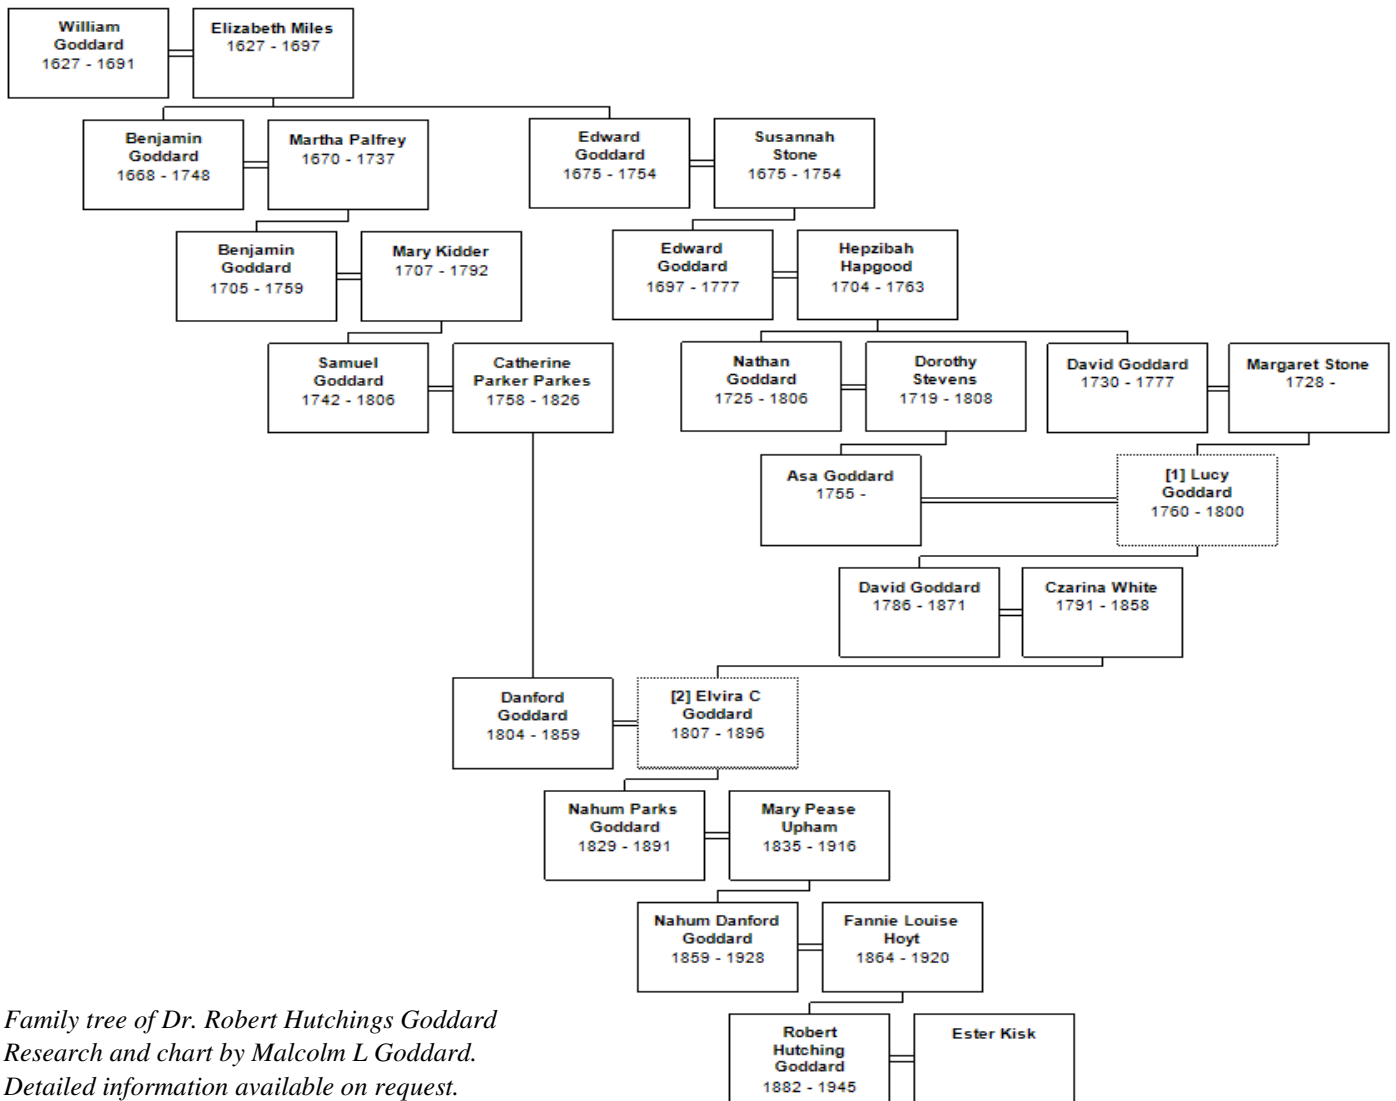 William
Goddard
1627 - 1691
Elizabeth Miles
1627 - 1697
Benjamin
Goddard
1668 - 1748
Martha Palfrey
1670 - 1737
Edward
Goddard
1675 - 1754
Susannah
Stone
1675 - 1754
Benjamin
Goddard
1705 - 1759
Mary Kidder
1707 - 1792
Edward
Goddard
1697 - 1777
Hepzibah
Hapgood
1704 - 1763
Samuel
Goddard
1742 - 1806
Catherine
Parker Parkes
1758 - 1826
Nathan
Goddard
1725 - 1806
Dorothy
Stevens
1719 - 1808
David Goddard
1730 - 1777
Margaret Stone
1728 -
Asa Goddard
1755 -
[1] Lucy
Goddard
1760 - 1800
David Goddard
1786 - 1871
Czarina White
1791 - 1858
Danford
Goddard
1804 - 1859
[2] Elvira C
Goddard
1807 - 1896
Nahum Parks
Goddard
1829 - 1891
Mary Pease
Upham
1835 - 1916
Nahum Danford
Goddard
1859 - 1928
Fannie Louise
Hoyt
1864 - 1920
Robert
Hutching
Goddard
1882 - 1945
Ester Kisk
Family tree of Dr. Robert Hutchings Goddard
Research and chart by Malcolm L Goddard.
Detailed information available on request.